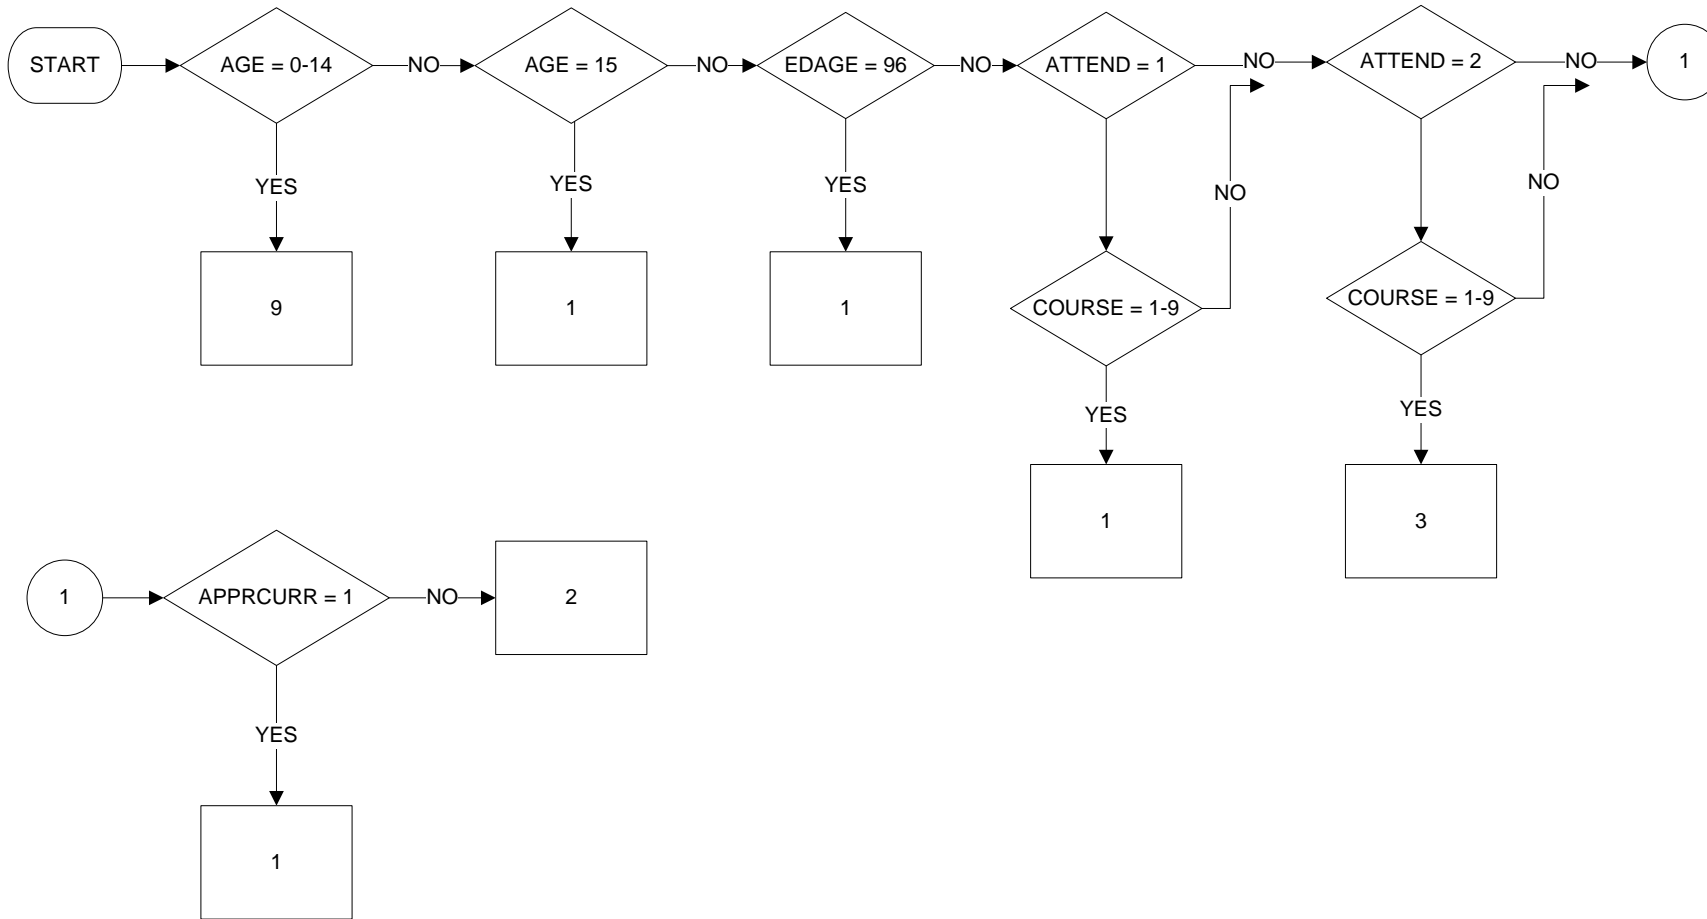 START
AGE = 0-14
NO
AGE = 15
NO
EDAGE = 96
NO
ATTEND = 1
NO
ATTEND = 2
NO
1
YES
YES
YES
NO
NO
9
1
1
COURSE = 1-9
COURSE = 1-9
YES
YES
1
3
1
APPRCURR = 1
NO
2
YES
1